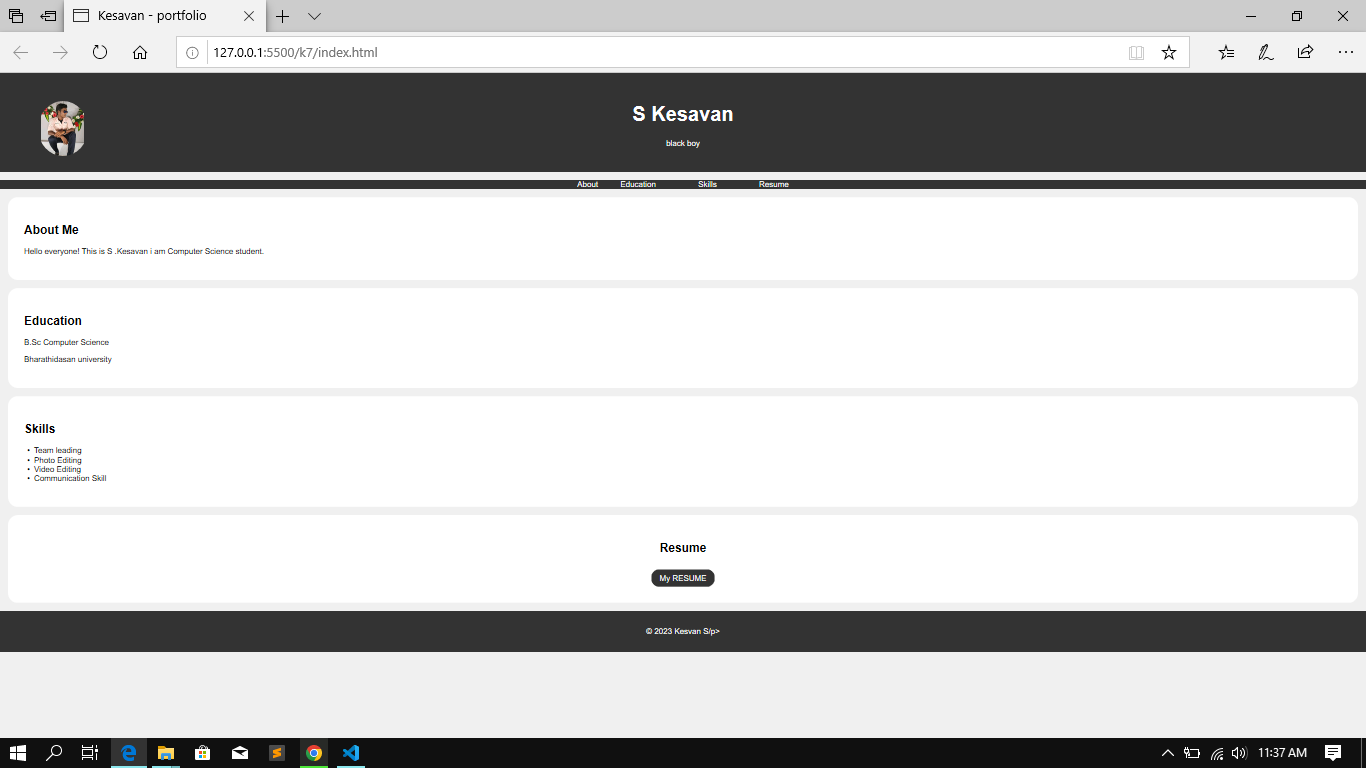 Kesavan - portfolio
127.0.0.1:5500/k7/index.html
S Kesavan
black boy
About Education Skills Resume
About Me
Hello everyone! This is S .Kesavan i am Computer Science student.
Education
B.Sc Computer Science
Bharathidasan university
Skills
• Team leading
• Photo Editing
• Video Editing
• Communication Skill
Resume
My RESUME
© 2023 Kesvan S/p>
11:37 AM